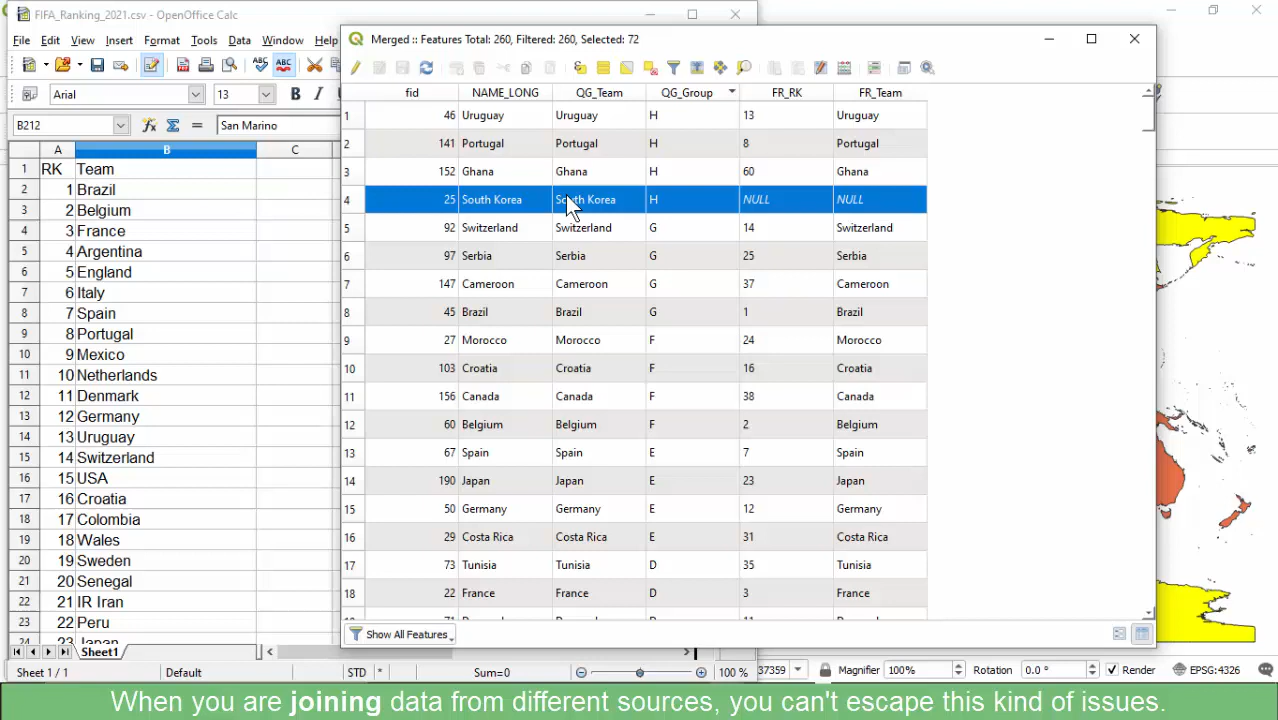 FIFA_Ranking_2021.csv - OpenOffice Calc
File Edit View Insert Format Tools Data Window Help
Arial 13 B I
B212 San Marino
A B C
1 RK Team
2 1 Brazil
3 2 Belgium
4 3 France
5 4 Argentina
6 5 England
7 6 Italy
8 7 Spain
9 8 Portugal
10 9 Mexico
11 10 Netherlands
12 11 Denmark
13 12 Germany
14 13 Uruguay
15 14 Switzerland
16 15 USA
17 16 Croatia
18 17 Colombia
19 18 Wales
20 19 Sweden
21 20 Senegal
22 21 IR Iran
23 22 Peru
24 23 Japan
Sheet1
Sheet 1 / 1 Default STD * Sum=0 100 %
Merged :: Features Total: 260, Filtered: 260, Selected: 72
fid NAME_LONG QG_Team QG_Group FR_RK FR_Team
1 46 Uruguay Uruguay H 13 Uruguay
2 141 Portugal Portugal H 8 Portugal
3 152 Ghana Ghana H 60 Ghana
4 25 South Korea South Korea H NULL NULL
5 92 Switzerland Switzerland G 14 Switzerland
6 97 Serbia Serbia G 25 Serbia
7 147 Cameroon Cameroon G 37 Cameroon
8 45 Brazil Brazil G 1 Brazil
9 27 Morocco Morocco F 24 Morocco
10 103 Croatia Croatia F 16 Croatia
11 156 Canada Canada F 38 Canada
12 60 Belgium Belgium F 2 Belgium
13 67 Spain Spain E 7 Spain
14 190 Japan Japan E 23 Japan
15 50 Germany Germany E 12 Germany
16 29 Costa Rica Costa Rica E 31 Costa Rica
17 73 Tunisia Tunisia D 35 Tunisia
18 22 France France D 3 France
Show All Features
37359 Magnifier 100% Rotation 0.0 ° Render EPSG:4326
When you are joining data from different sources, you can't escape this kind of issues.